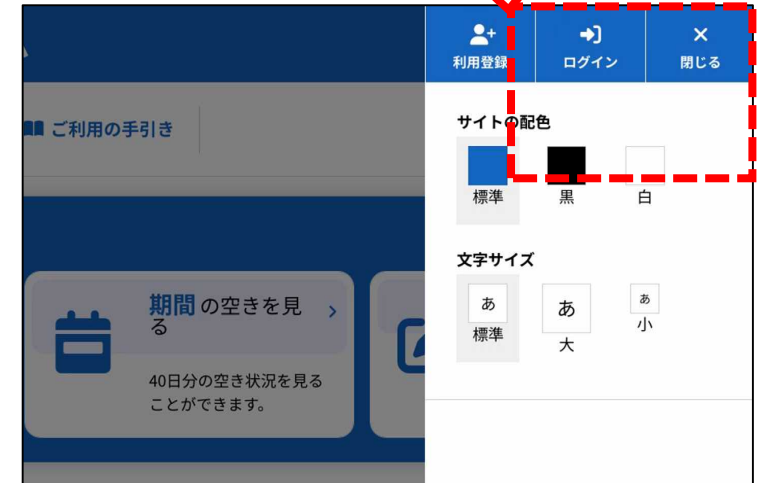 利用登録
ログイン
閉じる
ご利用の手引き
サイトの配色
標準
黒
白
文字サイズ
あ
標準
あ
大
あ
小
期間 の空きを見
る
40日分の空き状況を見る
ことができます。